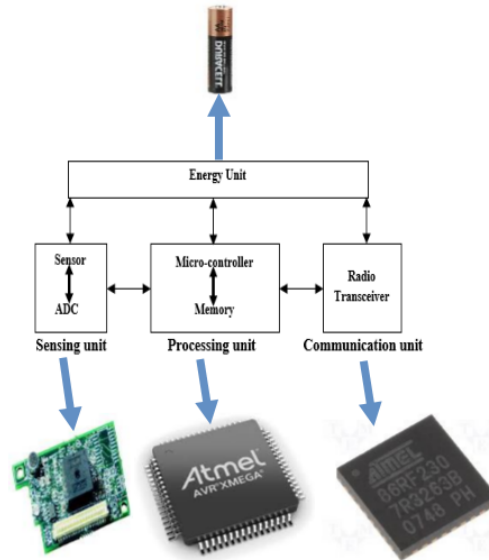 DURACELL
Energy Unit
Sensor
ADC
Micro-controller
Memory
Radio
Transceiver
Sensing unit
Processing unit
Communication unit
Atmel
AVR XMEGA
ATMEL
86RF230
7R3263B
0748 PH